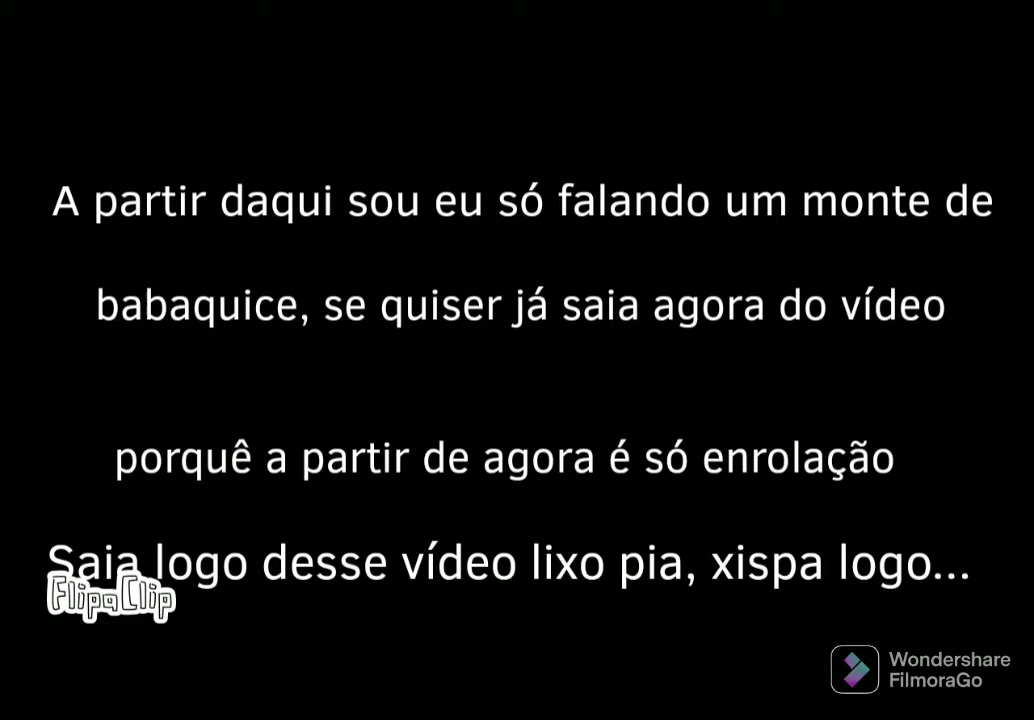 A partir daqui sou eu só falando um monte de
babaquice, se quiser já saia agora do vídeo
porquê a partir de agora é só enrolação
Saia logo desse vídeo lixo pia, xispa logo...
FlipaClip
Wondershare
FilmoraGo